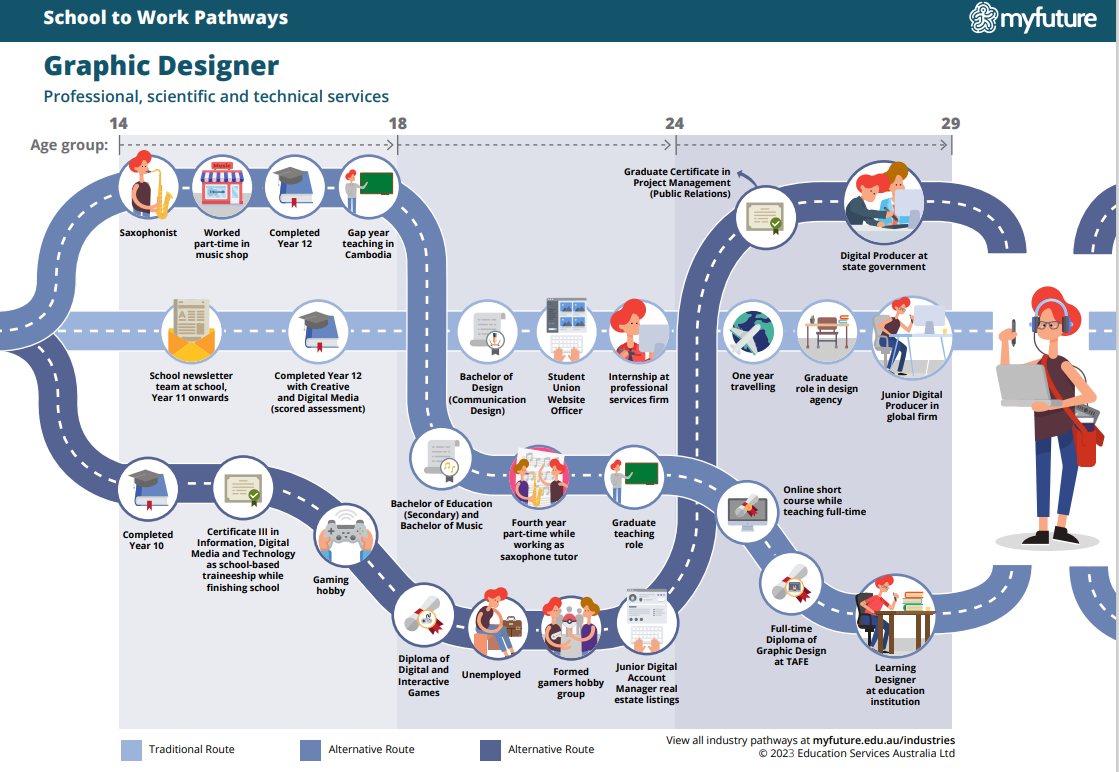 School to Work Pathways
myfuture
Graphic Designer
Professional, scientific and technical services
14
18
24
29
Age group:
Music
Saxophonist
Worked
part-time in
music shop
Completed
Year 12
Gap year
teaching in
Cambodia
Graduate Certificate in
Project Management
(Public Relations)
Digital Producer at
state government
School newsletter
team at school,
Year 11 onwards
Completed Year 12
with Creative
and Digital Media
(scored assessment)
Bachelor of
Design
(Communication
Design)
Student
Union
Website
Officer
Internship at
professional
services firm
One year
travelling
Graduate
role in design
agency
Junior Digital
Producer in
global firm
Completed
Year 10
Certificate III in
Information, Digital
Media and Technology
as school-based
traineeship while
finishing school
Gaming
hobby
Bachelor of Education
(Secondary) and
Bachelor of Music
Fourth year
part-time while
working as
saxophone tutor
Graduate
teaching
role
Online short
course while
teaching full-time
Diploma of
Digital and
Interactive
Games
Unemployed
Formed
gamers hobby
group
Junior Digital
Account
Manager real
estate listings
Full-time
Diploma of
Graphic Design
at TAFE
Learning
Designer
at education
institution
Traditional Route
Alternative Route
Alternative Route
View all industry pathways at myfuture.edu.au/industries
© 2023 Education Services Australia Ltd